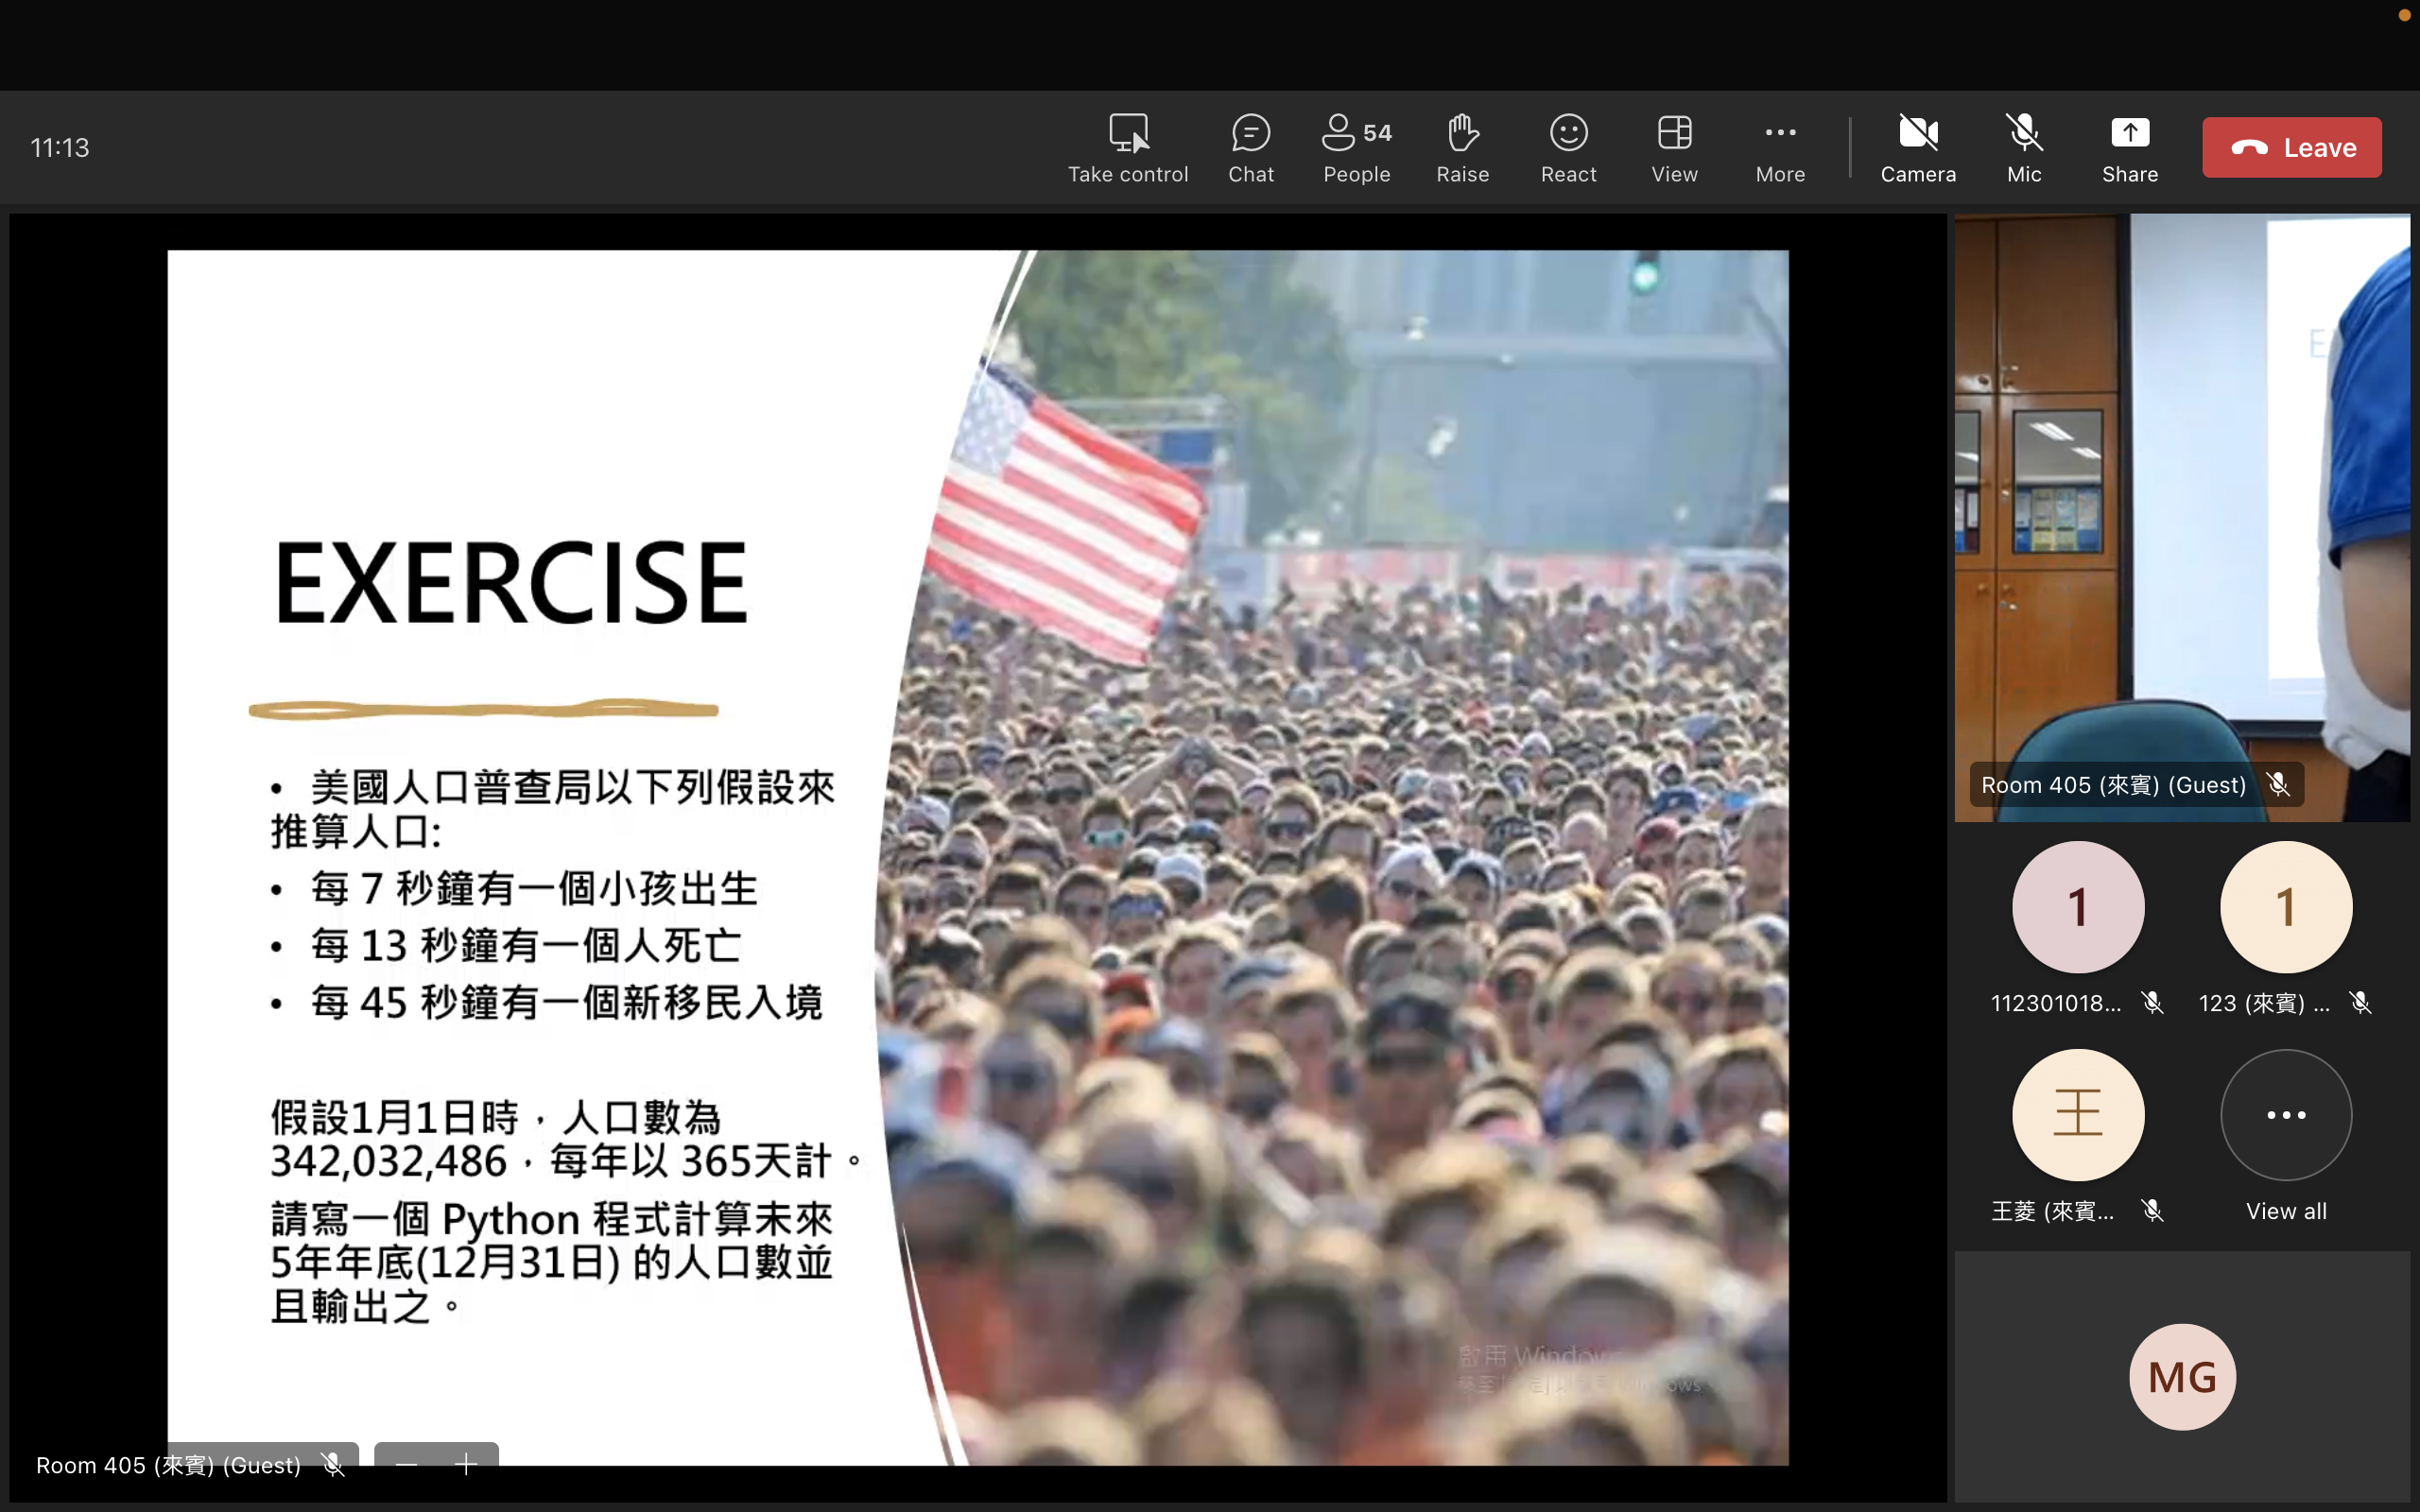 11:13
Take control
Chat
54
People
Raise
React
View
More
Camera
Mic
Share
Leave
EXERCISE
• 美國人口普查局以下列假設來
推算人口:
• 每 7 秒鐘有一個小孩出生
• 每 13 秒鐘有一個人死亡
• 每 45 秒鐘有一個新移民入境
假設1月1日時，人口數為
342,032,486，每年以 365天計。
請寫一個 Python 程式計算未來
5年年底(12月31日) 的人口數並
且輸出之。
啟用 Windows
Room 405 (來賓) (Guest)
E
Room 405 (來賓) (Guest)
1
1
112301018...
123 (來賓) ...
王
王菱 (來賓...
View all
MG